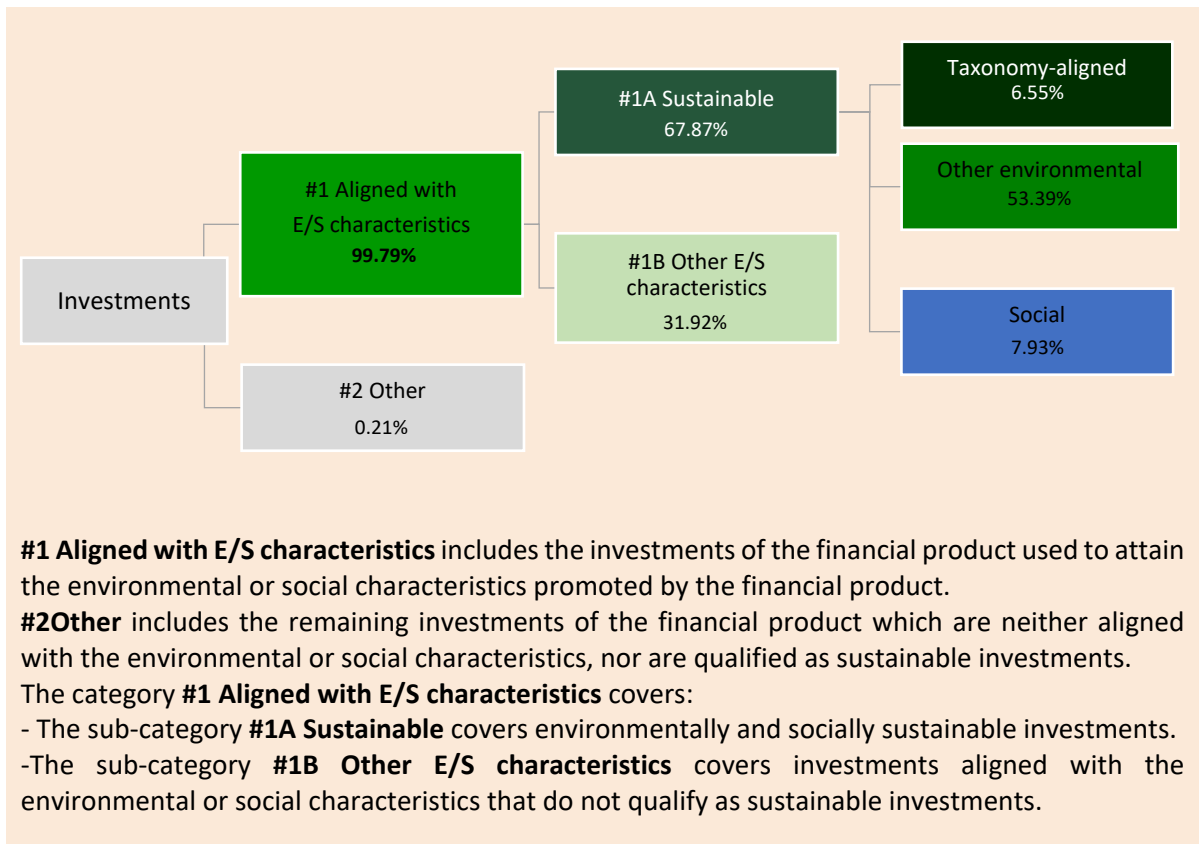 Investments
#1 Aligned with
E/S characteristics
99.79%
#2 Other
0.21%
#1A Sustainable
67.87%
#1B Other E/S
characteristics
31.92%
Taxonomy-aligned
6.55%
Other environmental
53.39%
Social
7.93%
#1 Aligned with E/S characteristics includes the investments of the financial product used to attain
the environmental or social characteristics promoted by the financial product.
#2Other includes the remaining investments of the financial product which are neither aligned
with the environmental or social characteristics, nor are qualified as sustainable investments.
The category #1 Aligned with E/S characteristics covers:
- The sub-category #1A Sustainable covers environmentally and socially sustainable investments.
-The sub-category #1B Other E/S characteristics covers investments aligned with the
environmental or social characteristics that do not qualify as sustainable investments.